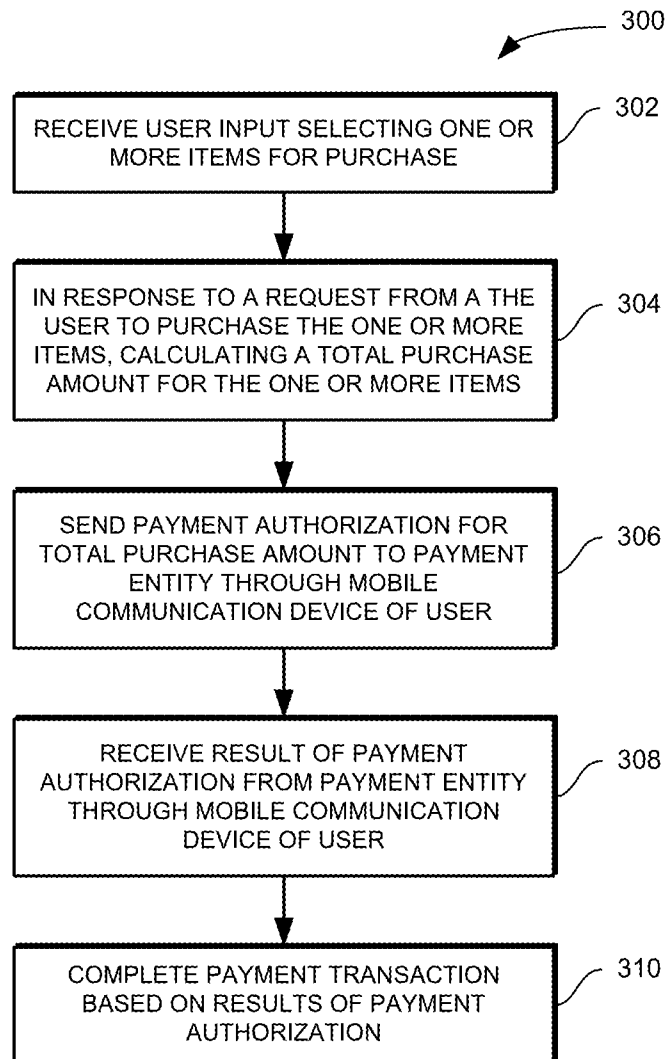 300
RECEIVE USER INPUT SELECTING ONE OR
MORE ITEMS FOR PURCHASE
302
IN RESPONSE TO A REQUEST FROM A THE
USER TO PURCHASE THE ONE OR MORE
ITEMS, CALCULATING A TOTAL PURCHASE
AMOUNT FOR THE ONE OR MORE ITEMS
304
SEND PAYMENT AUTHORIZATION FOR
TOTAL PURCHASE AMOUNT TO PAYMENT
ENTITY THROUGH MOBILE
COMMUNICATION DEVICE OF USER
306
RECEIVE RESULT OF PAYMENT
AUTHORIZATION FROM PAYMENT ENTITY
THROUGH MOBILE COMMUNICATION
DEVICE OF USER
308
COMPLETE PAYMENT TRANSACTION
BASED ON RESULTS OF PAYMENT
AUTHORIZATION
310